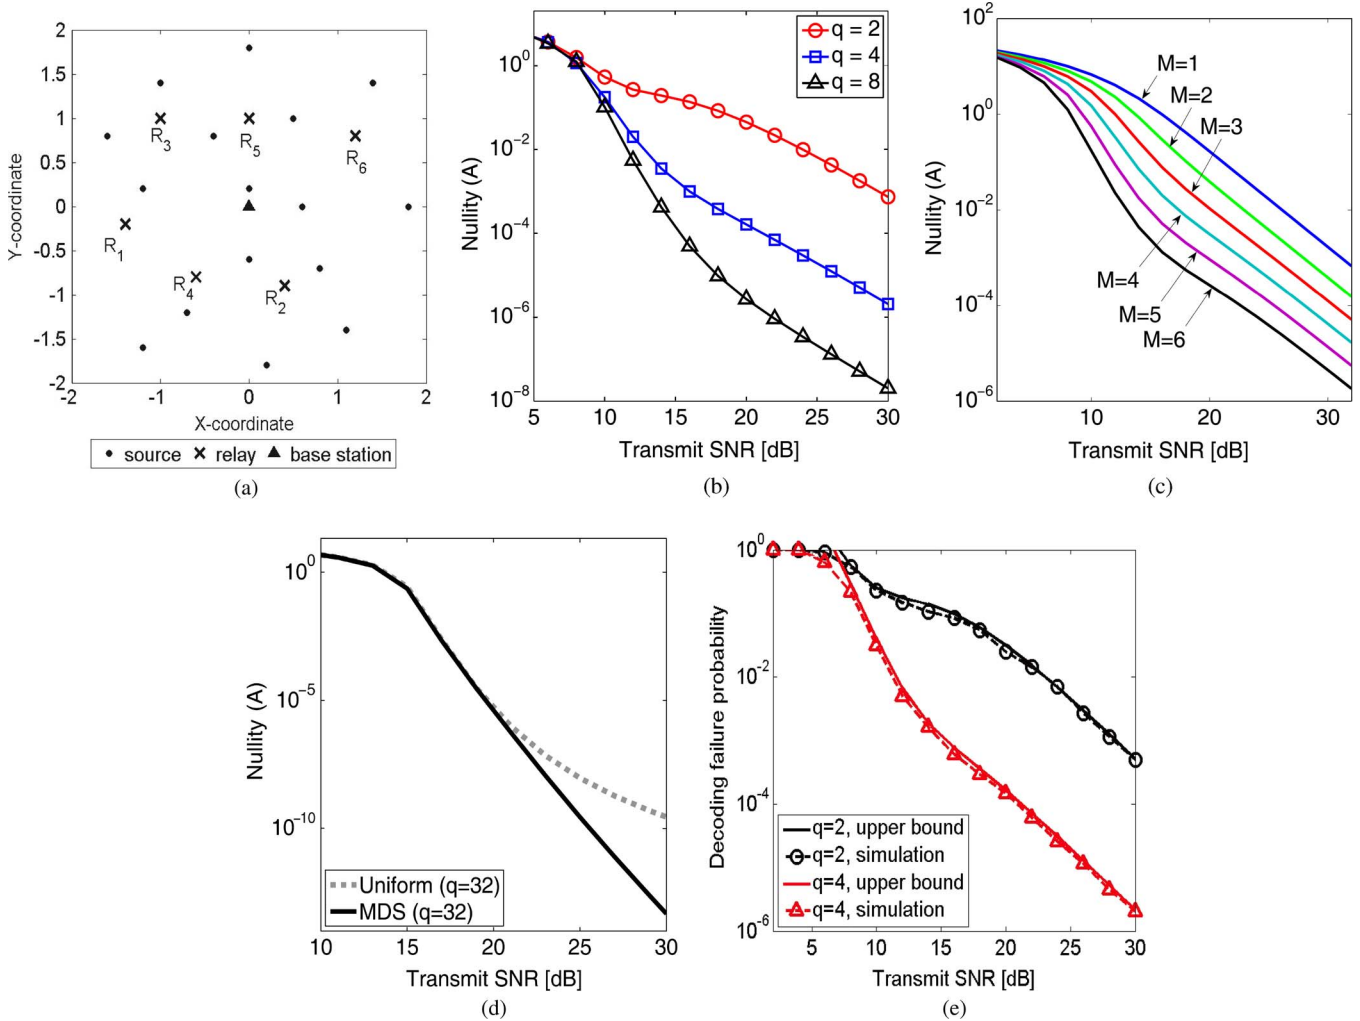 2
1.5
1
0.5
0
-0.5
-1
-1.5
-2
Y-coordinate
R3
R5
R6
R1
R4
R2
-2
-1
0
1
2
X-coordinate
source relay base station
(a)
10^0
10^-2
10^-4
10^-6
10^-8
Nullity (A)
q = 2
q = 4
q = 8
5 10 15 20 25 30
Transmit SNR [dB]
(b)
10^2
10^0
10^-2
10^-4
10^-6
Nullity (A)
M=1
M=2
M=3
M=4
M=5
M=6
10 20 30
Transmit SNR [dB]
(c)
10^0
10^-5
10^-10
Nullity (A)
Uniform (q=32)
MDS (q=32)
10 15 20 25 30
Transmit SNR [dB]
(d)
10^0
10^-2
10^-4
10^-6
Decoding failure probability
q=2, upper bound
q=2, simulation
q=4, upper bound
q=4, simulation
5 10 15 20 25 30
Transmit SNR [dB]
(e)